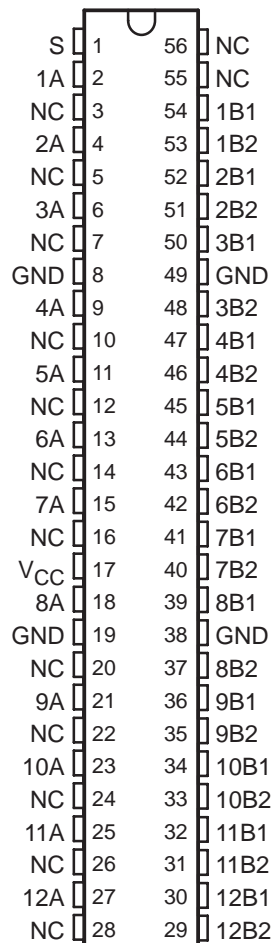 S 1 56 NC
1A 2 55 NC
NC 3 54 1B1
2A 4 53 1B2
NC 5 52 2B1
3A 6 51 2B2
NC 7 50 3B1
GND 8 49 GND
4A 9 48 3B2
NC 10 47 4B1
5A 11 46 4B2
NC 12 45 5B1
6A 13 44 5B2
NC 14 43 6B1
7A 15 42 6B2
NC 16 41 7B1
VCC 17 40 7B2
8A 18 39 8B1
GND 19 38 GND
NC 20 37 8B2
9A 21 36 9B1
NC 22 35 9B2
10A 23 34 10B1
NC 24 33 10B2
11A 25 32 11B1
NC 26 31 11B2
12A 27 30 12B1
NC 28 29 12B2